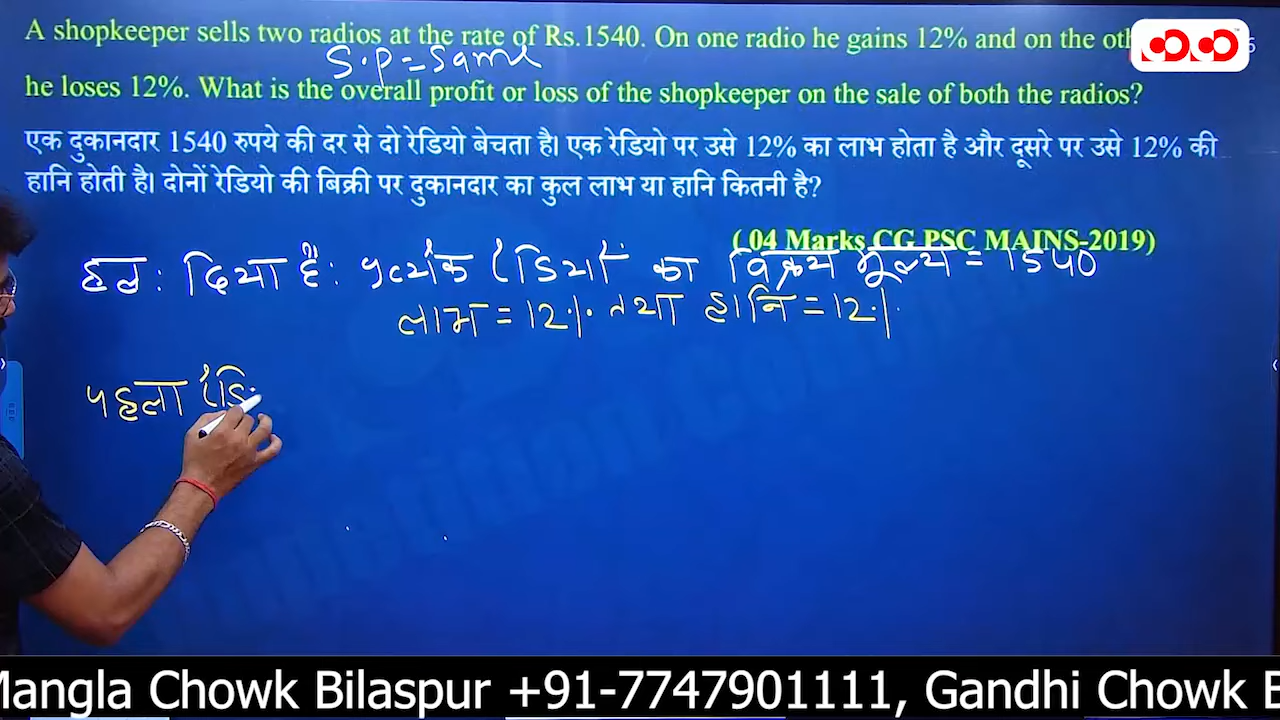 A shopkeeper sells two radios at the rate of Rs.1540. On one radio he gains 12% and on the oth
S.P = Same
he loses 12%. What is the overall profit or loss of the shopkeeper on the sale of both the radios?
एक दुकानदार 1540 रुपये की दर से दो रेडियो बेचता है। एक रेडियो पर उसे 12% का लाभ होता है और दूसरे पर उसे 12% की
हानि होती है। दोनों रेडियो की बिक्री पर दुकानदार का कुल लाभ या हानि कितनी है?
( 04 Marks CG PSC MAINS-2019)
हल: दिया है: प्रत्येक रेडियो का विक्रय मूल्य = 1540
लाभ = 12% तथा हानि = 12%
पहला रेडि
Mangla Chowk Bilaspur +91-7747901111, Gandhi Chowk B